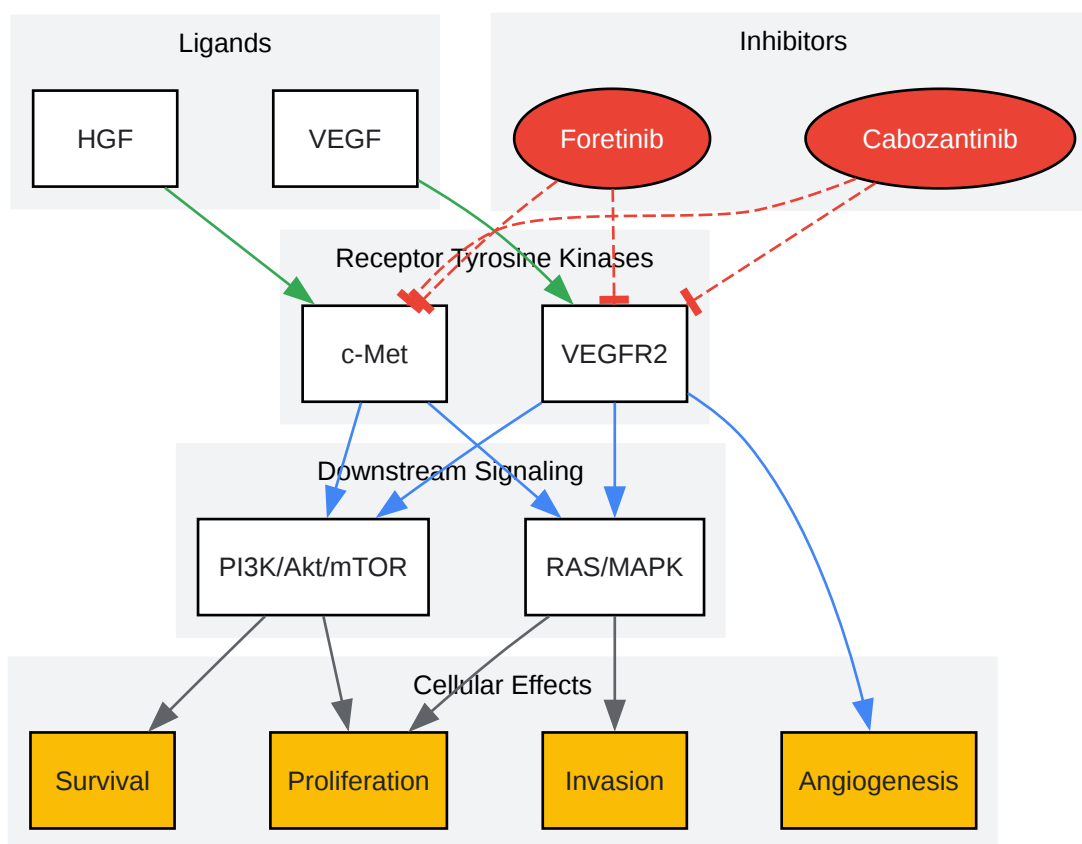 Ligands
Inhibitors
HGF
VEGF
Foretinib
Cabozantinib
Receptor Tyrosine Kinases
c-Met
VEGFR2
Downstream Signaling
PI3K/Akt/mTOR
RAS/MAPK
Cellular Effects
Survival
Proliferation
Invasion
Angiogenesis